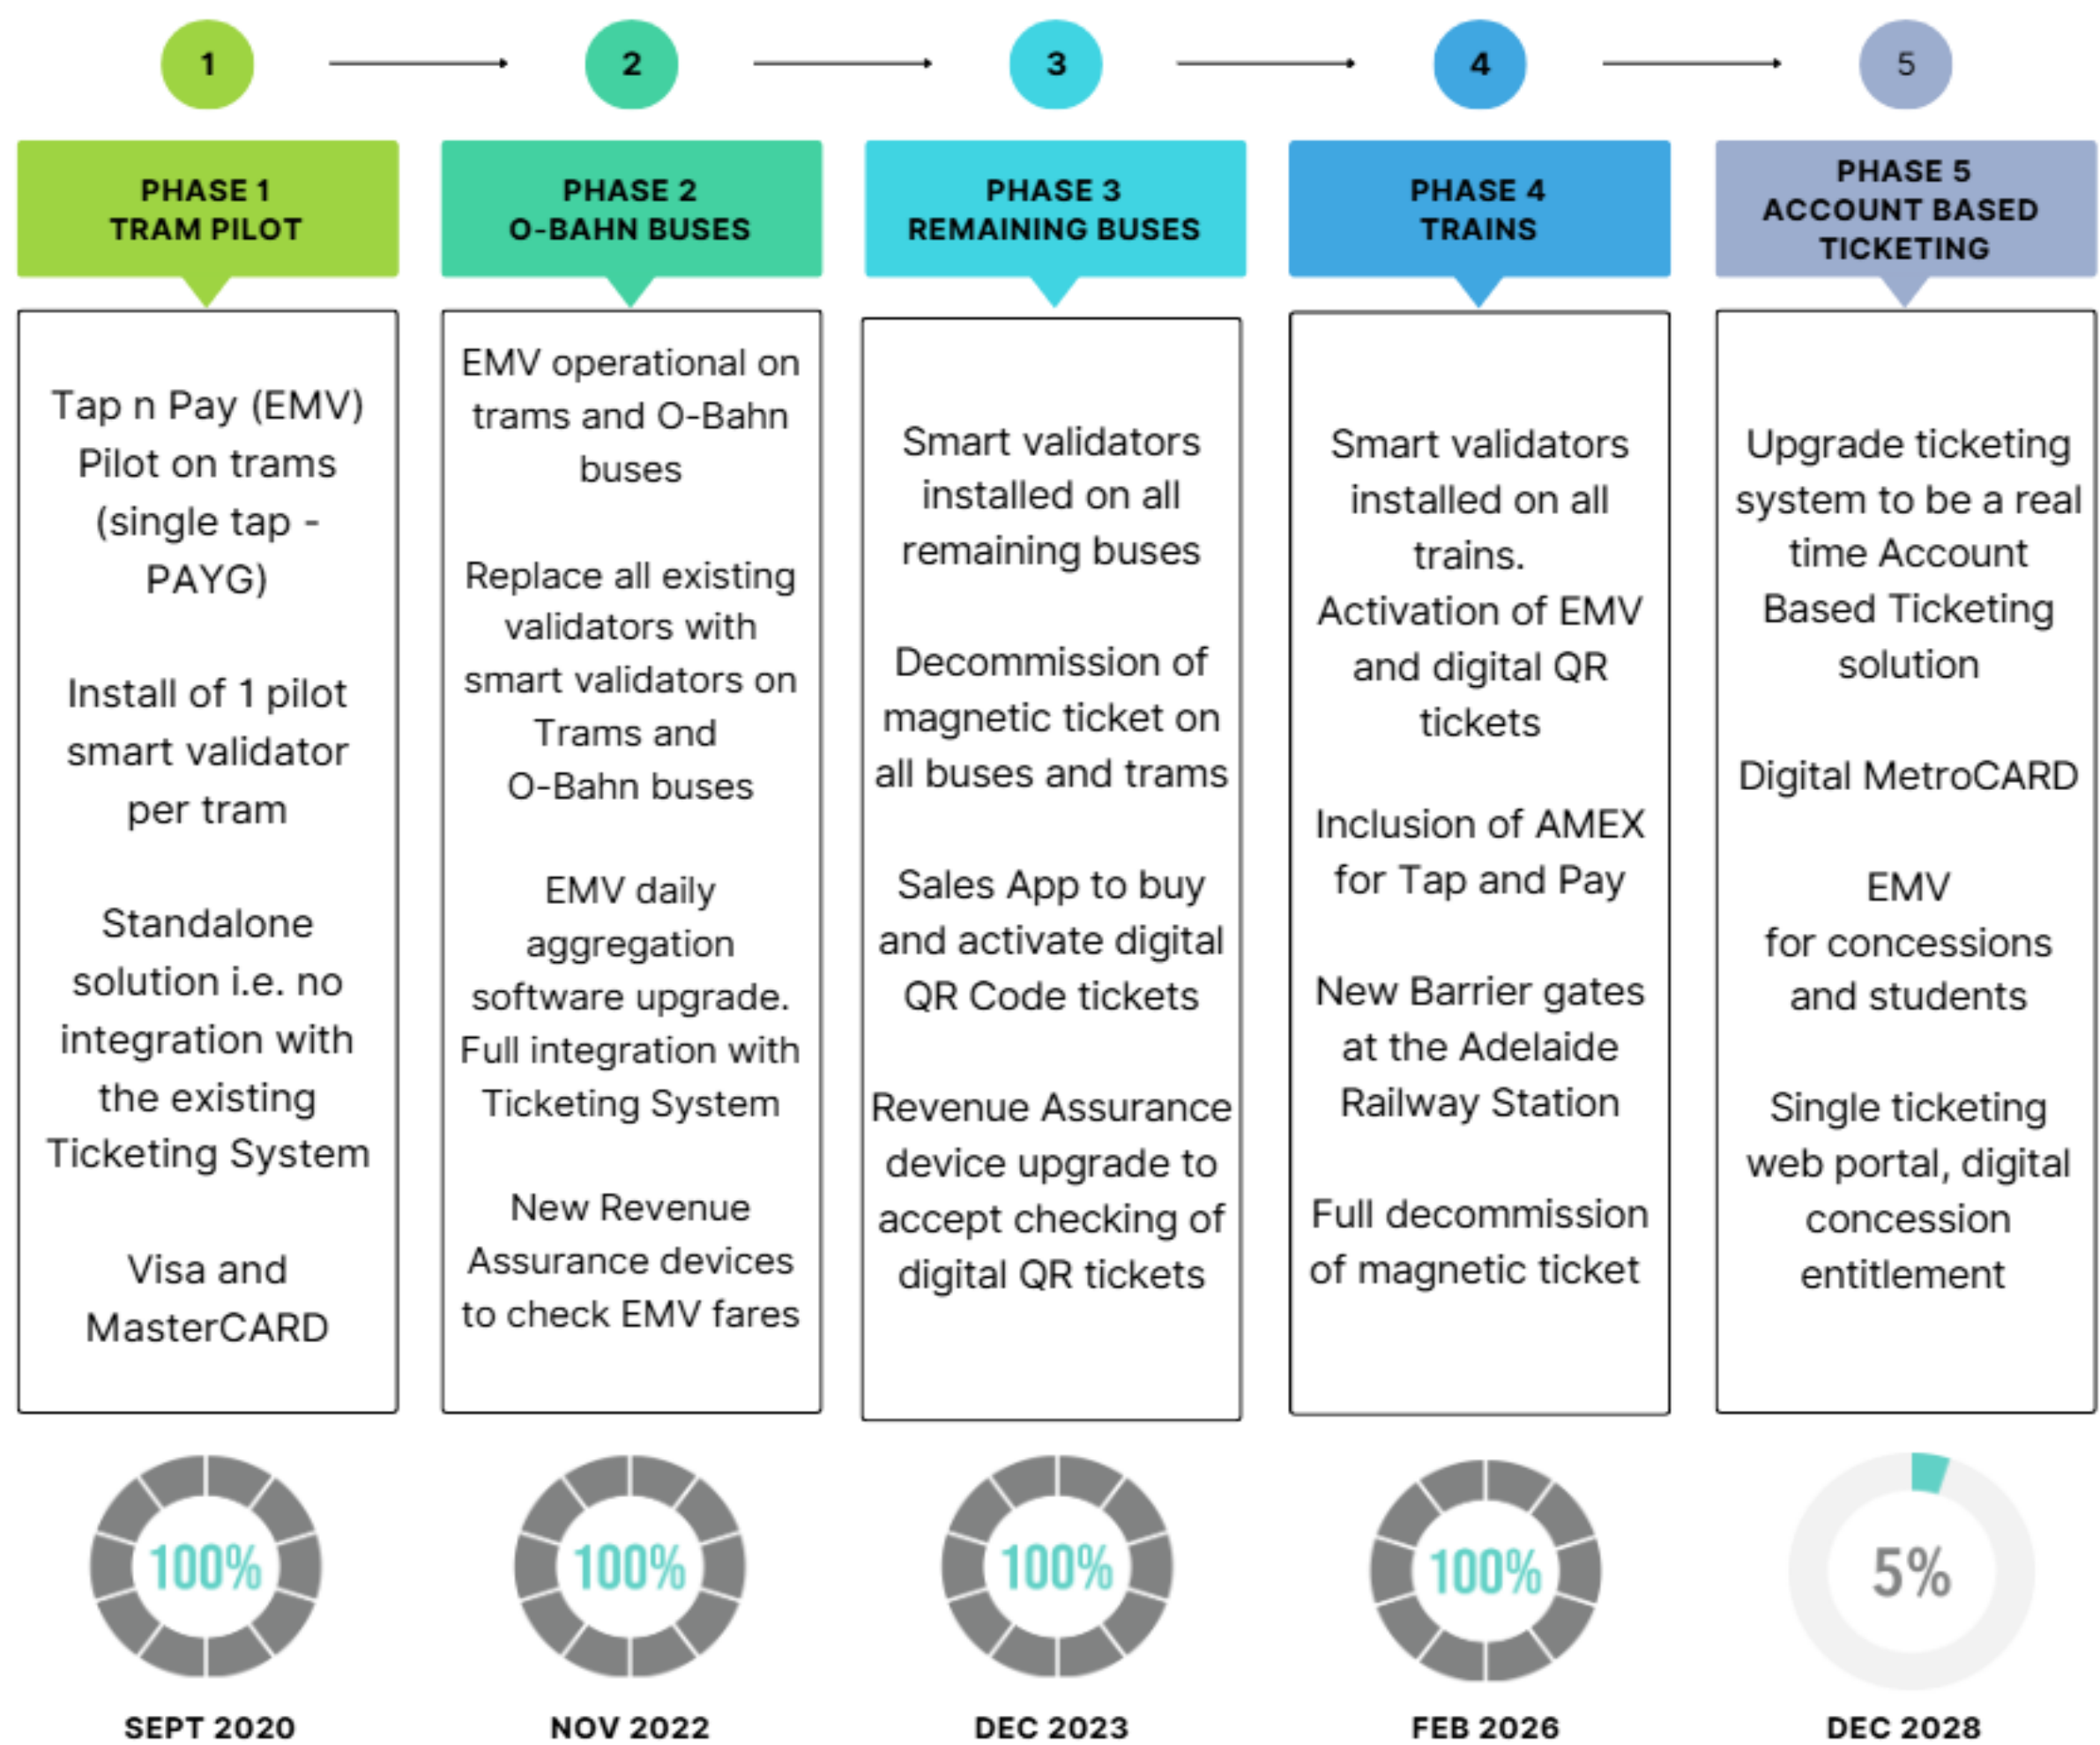 1
2
3
4
5
PHASE 1
TRAM PILOT
PHASE 2
O-BAHN BUSES
PHASE 3
REMAINING BUSES
PHASE 4
TRAINS
PHASE 5
ACCOUNT BASED
TICKETING
Tap n Pay (EMV)
Pilot on trams
(single tap -
PAYG)
Install of 1 pilot
smart validator
per tram
Standalone
solution i.e. no
integration with
the existing
Ticketing System
Visa and
MasterCARD
EMV operational on
trams and O-Bahn
buses
Replace all existing
validators with
smart validators on
Trams and
O-Bahn buses
EMV daily
aggregation
software upgrade.
Full integration with
Ticketing System
New Revenue
Assurance devices
to check EMV fares
Smart validators
installed on all
remaining buses
Decommission of
magnetic ticket on
all buses and trams
Sales App to buy
and activate digital
QR Code tickets
Revenue Assurance
device upgrade to
accept checking of
digital QR tickets
Smart validators
installed on all
trains.
Activation of EMV
and digital QR
tickets
Inclusion of AMEX
for Tap and Pay
New Barrier gates
at the Adelaide
Railway Station
Full decommission
of magnetic ticket
Upgrade ticketing
system to be a real
time Account
Based Ticketing
solution
Digital MetroCARD
EMV
for concessions
and students
Single ticketing
web portal, digital
concession
entitlement
100%
100%
100%
100%
5%
SEPT 2020
NOV 2022
DEC 2023
FEB 2026
DEC 2028